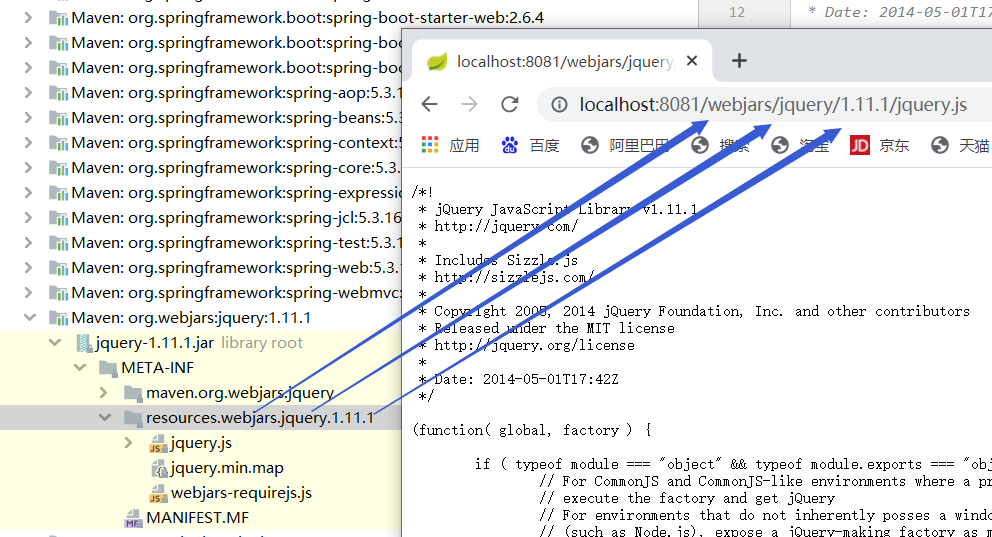 Maven: org.springframework.boot:spring-boot-starter-web:2.6.4
Maven: org.springframework.boot:spring-boo
Maven: org.springframework.boot:spring-boo
Maven: org.springframework:spring-aop:5.3.1
Maven: org.springframework:spring-beans:5.
Maven: org.springframework:spring-context:5
Maven: org.springframework:spring-core:5.3.
Maven: org.springframework:spring-expressio
Maven: org.springframework:spring-jcl:5.3.16
Maven: org.springframework:spring-test:5.3.1
Maven: org.springframework:spring-web:5.3.1
Maven: org.springframework:spring-webmvc:
Maven: org.webjars:jquery:1.11.1
jquery-1.11.1.jar library root
META-INF
maven.org.webjars.jquery
resources.webjars.jquery.1.11.1
jquery.js
jquery.min.map
webjars-requirejs.js
MANIFEST.MF
12 * Date: 2014-05-01T17
localhost:8081/webjars/jquery
localhost:8081/webjars/jquery/1.11.1/jquery.js
应用 百度 阿里巴巴 搜索 淘宝 JD 京东 天猫
/*!
* jQuery JavaScript Library v1.11.1
* http://jquery.com/
*
* Includes Sizzle.js
* http://sizzlejs.com/
*
* Copyright 2005, 2014 jQuery Foundation, Inc. and other contributors
* Released under the MIT license
* http://jquery.org/license
*
* Date: 2014-05-01T17:42Z
*/
(function( global, factory ) {
if ( typeof module === "object" && typeof module.exports === "obj
// For CommonJS and CommonJS-like environments where a pr
// execute the factory and get jQuery
// For environments that do not inherently posses a windo
// (such as Node.js), expose a jQuery-making factory as m